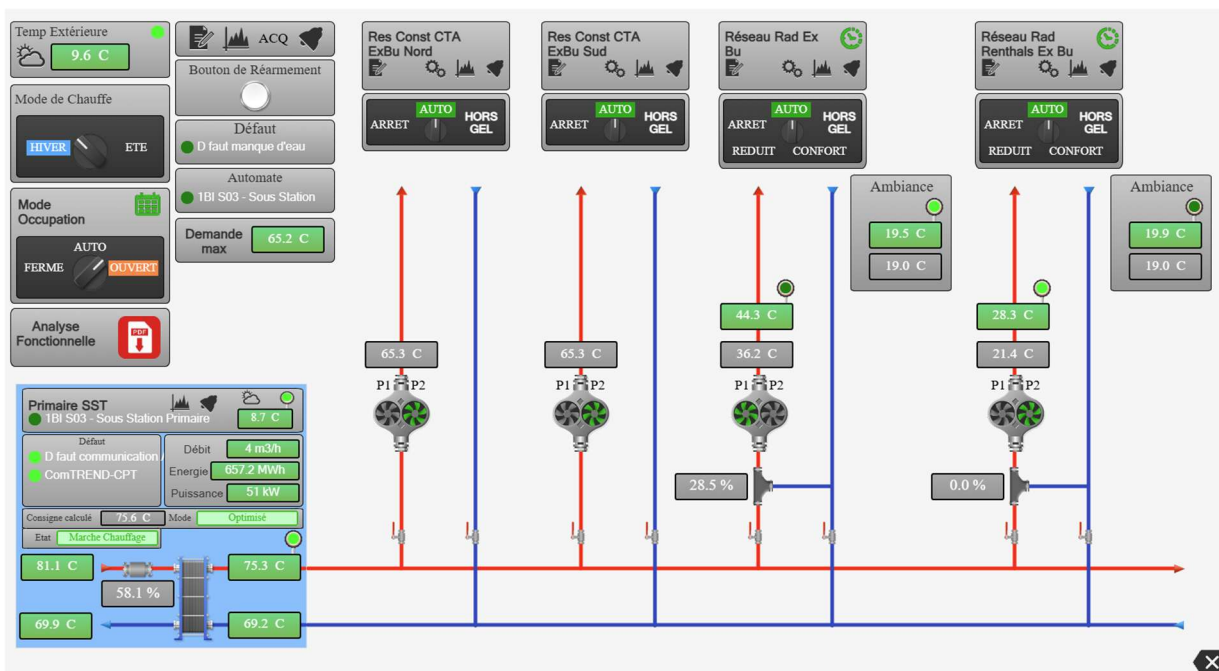 Temp Extérieure
9.6 C
ACQ
Bouton de Réarmement
Mode de Chauffe
HIVER
ETE
Défaut
D faut manque d'eau
Automate
1BI S03 - Sous Station
Mode
Occupation
AUTO
FERME
OUVERT
Demande
max
65.2 C
Analyse
Fonctionnelle
PDF
Res Const CTA
ExBu Nord
AUTO
ARRET
HORS
GEL
Res Const CTA
ExBu Sud
AUTO
ARRET
HORS
GEL
Réseau Rad Ex
Bu
AUTO
ARRET
HORS
GEL
REDUIT
CONFORT
Réseau Rad
Renthals Ex Bu
AUTO
ARRET
HORS
GEL
REDUIT
CONFORT
Ambiance
19.5 C
19.0 C
Ambiance
19.9 C
19.0 C
65.3 C
P1 P2
65.3 C
P1 P2
44.3 C
36.2 C
P1 P2
28.5 %
28.3 C
21.4 C
P1 P2
0.0 %
Primaire SST
1BI S03 - Sous Station Primaire
8.7 C
Défaut
D faut communication /
ComTREND-CPT
Débit
4 m3/h
Energie
657.2 MWh
Puissance
51 kW
Consigne calculé
75.6 C
Mode
Optimisé
Etat
Marche Chauffage
81.1 C
75.3 C
58.1 %
69.9 C
69.2 C